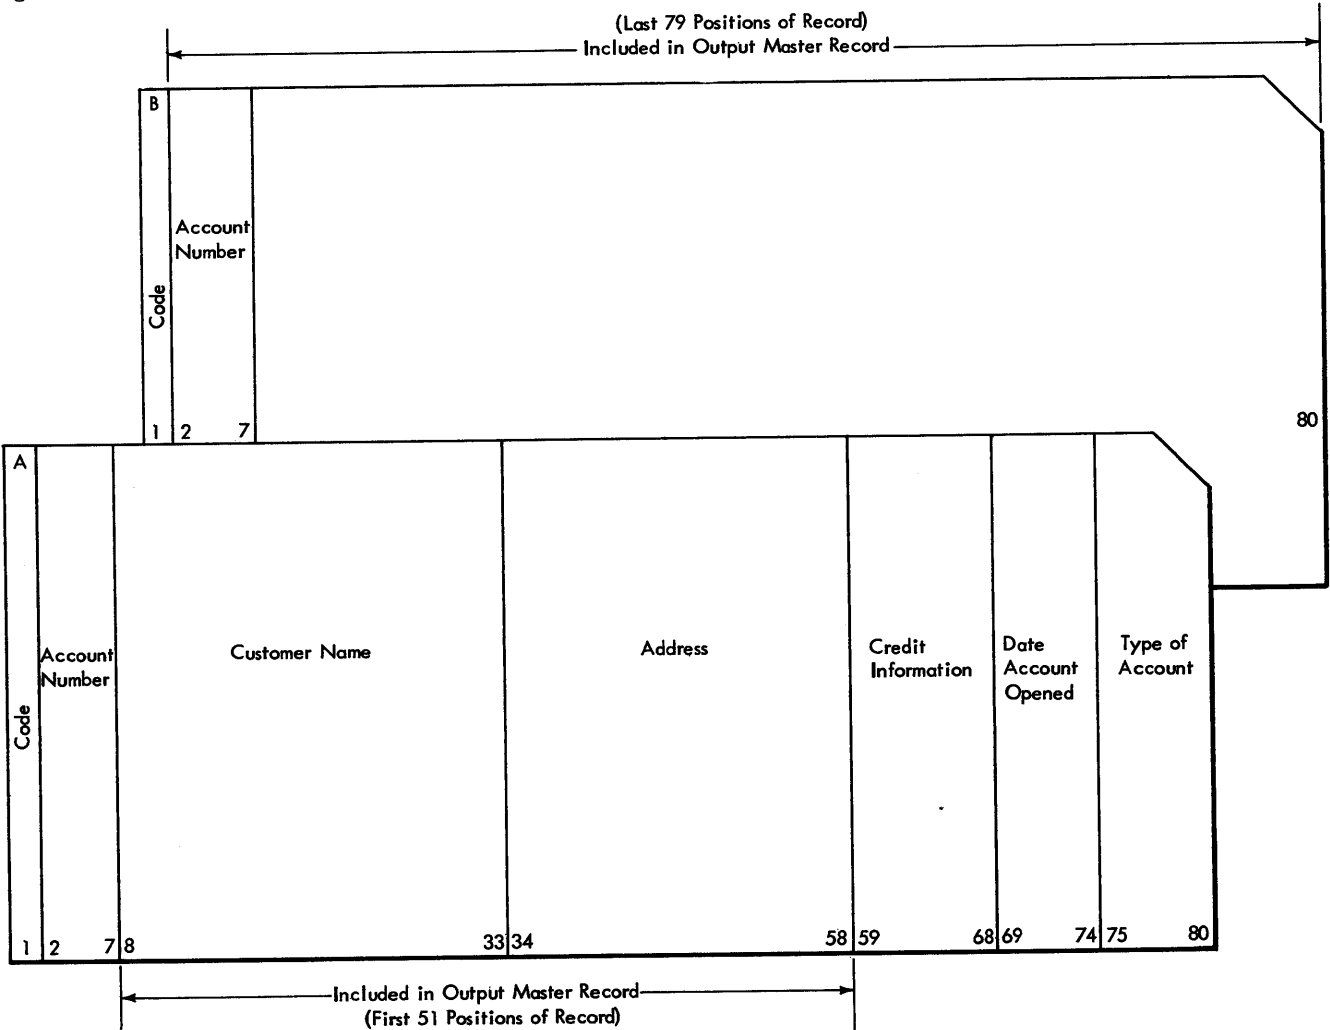 (Last 79 Positions of Record)
Included in Output Master Record
B
Account
Number
Code
1 2 7
80
A
Account
Number
Code
Customer Name
Address
Credit
Information
Date
Account
Opened
Type of
Account
1 2 7 8 33 34 58 59 68 69 74 75 80
Included in Output Master Record
(First 51 Positions of Record)